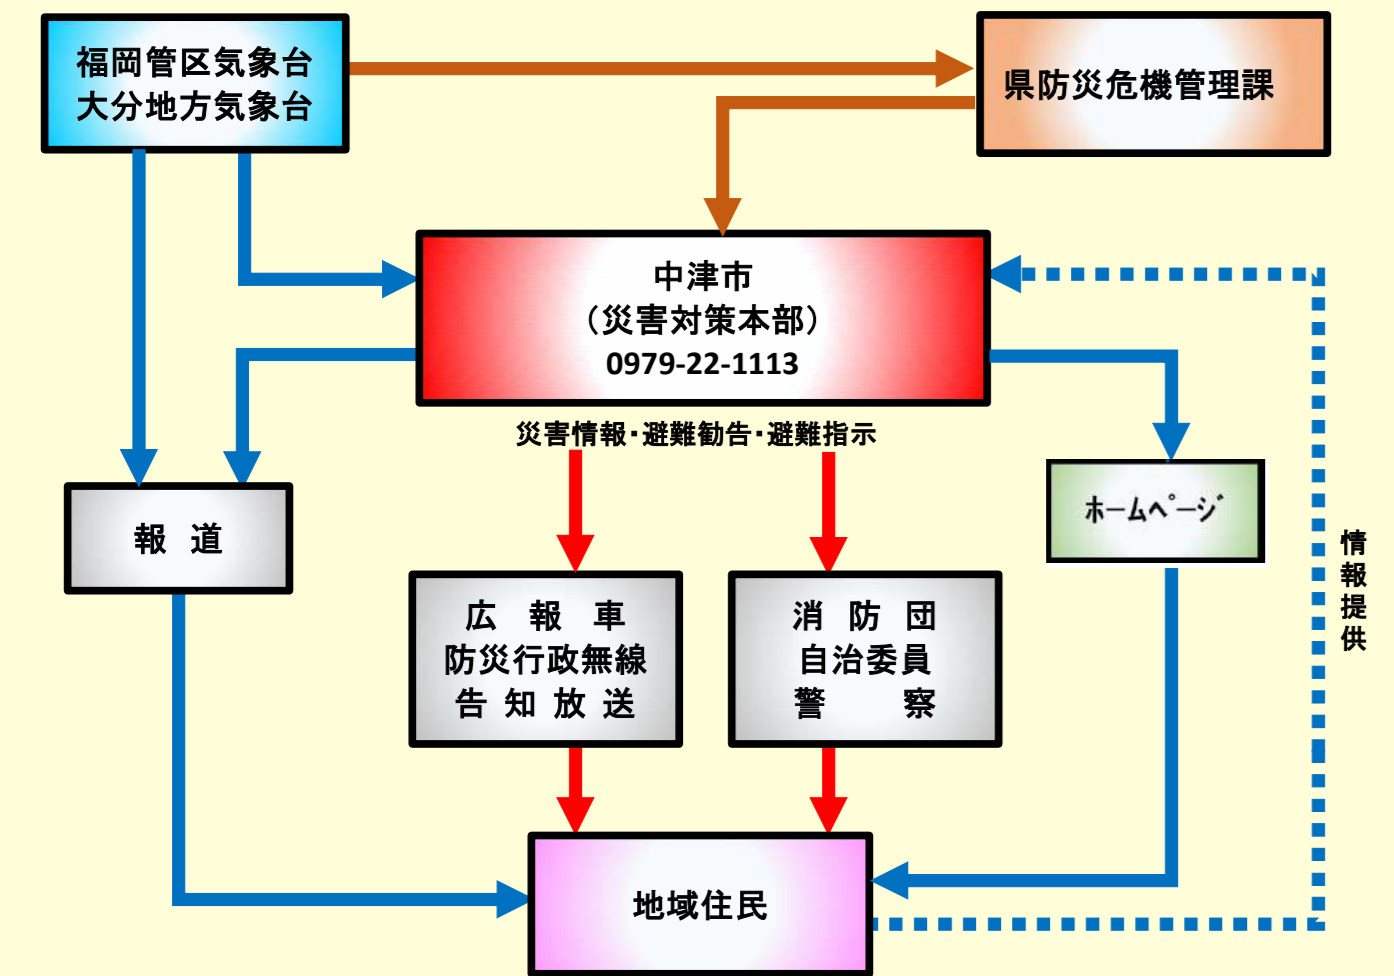 福岡管区気象台
大分地方気象台
県防災危機管理課
中津市
（災害対策本部）
0979-22-1113
災害情報・避難勧告・避難指示
報　道
ﾎｰﾑﾍﾟｰｼﾞ
広　報　車
防災行政無線
告 知 放 送
消　防　団
自治委員
警　　察
情報提供
地域住民